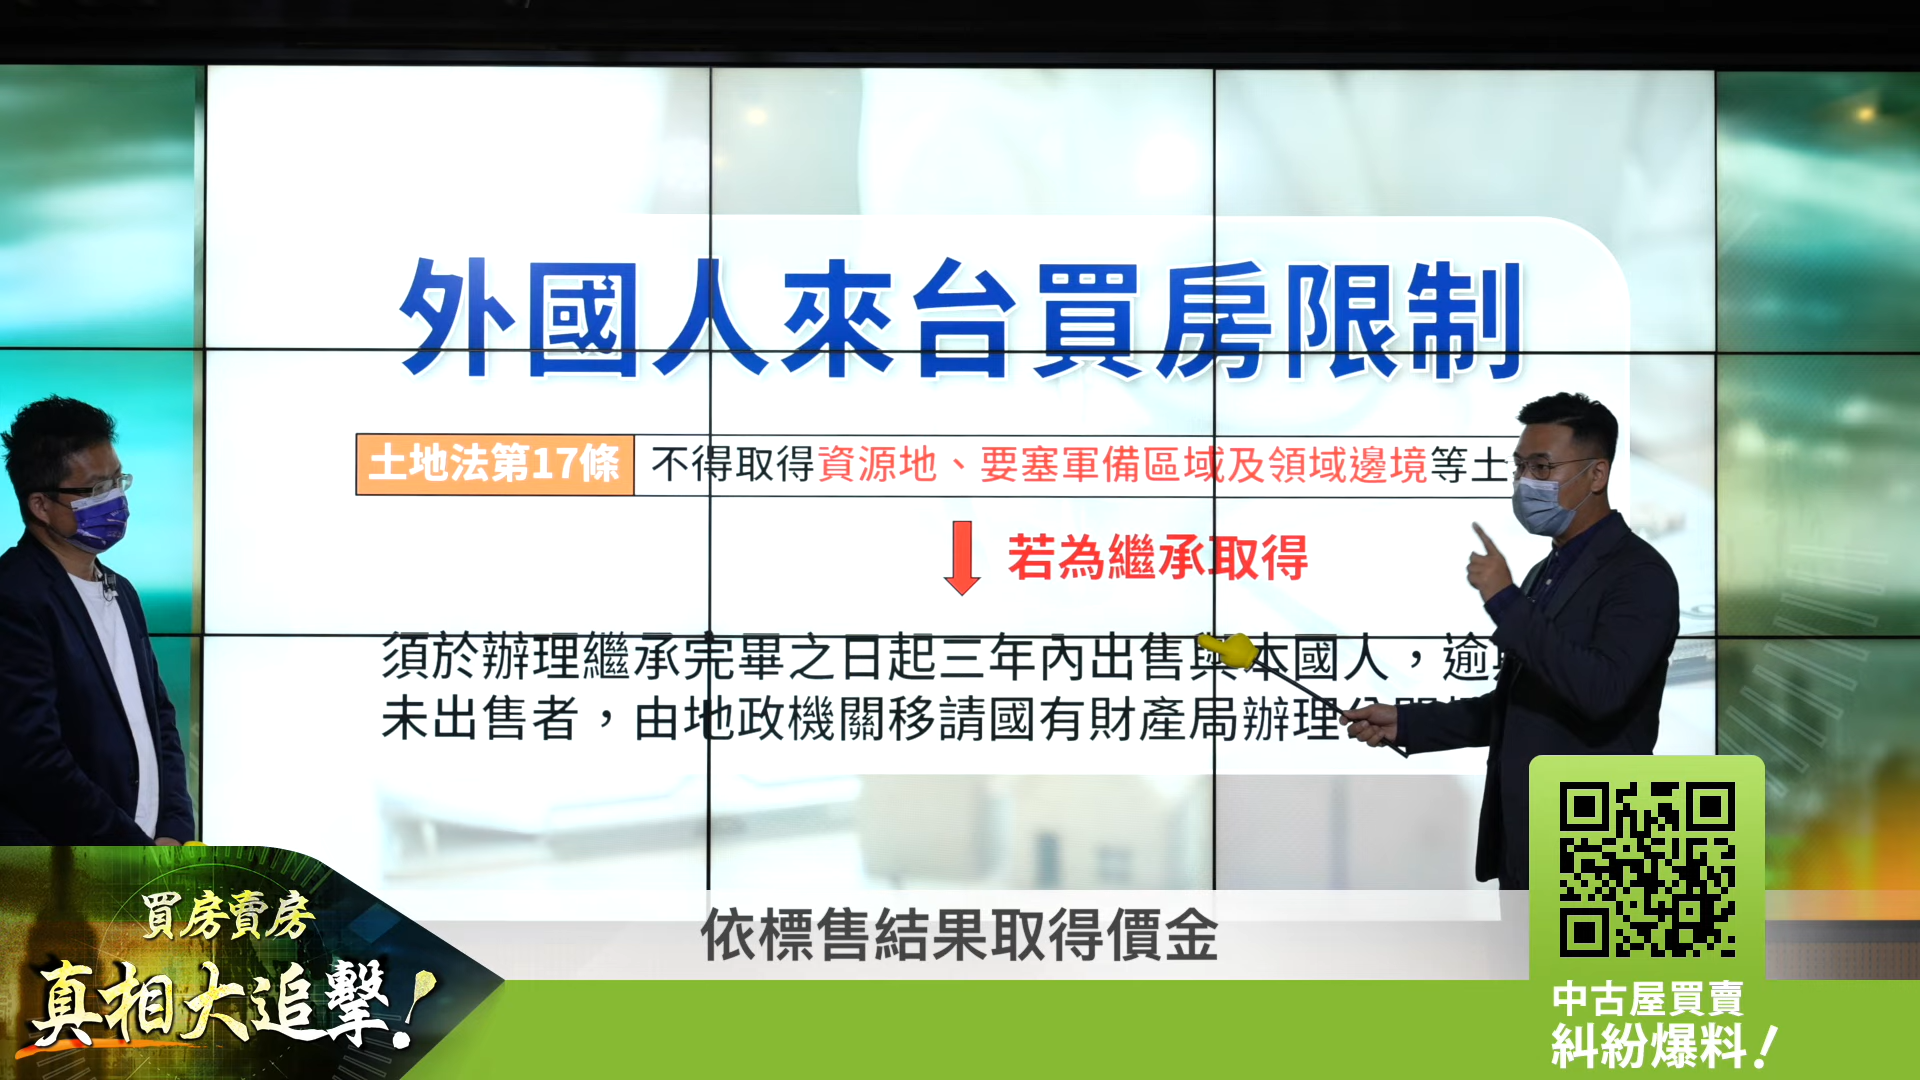 外國人來台買房限制
土地法第17條 不得取得資源地、要塞軍備區域及領域邊境等土
若為繼承取得
須於辦理繼承完畢之日起三年內出售與本國人，逾
未出售者，由地政機關移請國有財產局辦理
依標售結果取得價金
買房賣房
真相大追擊！
中古屋買賣
糾紛爆料！